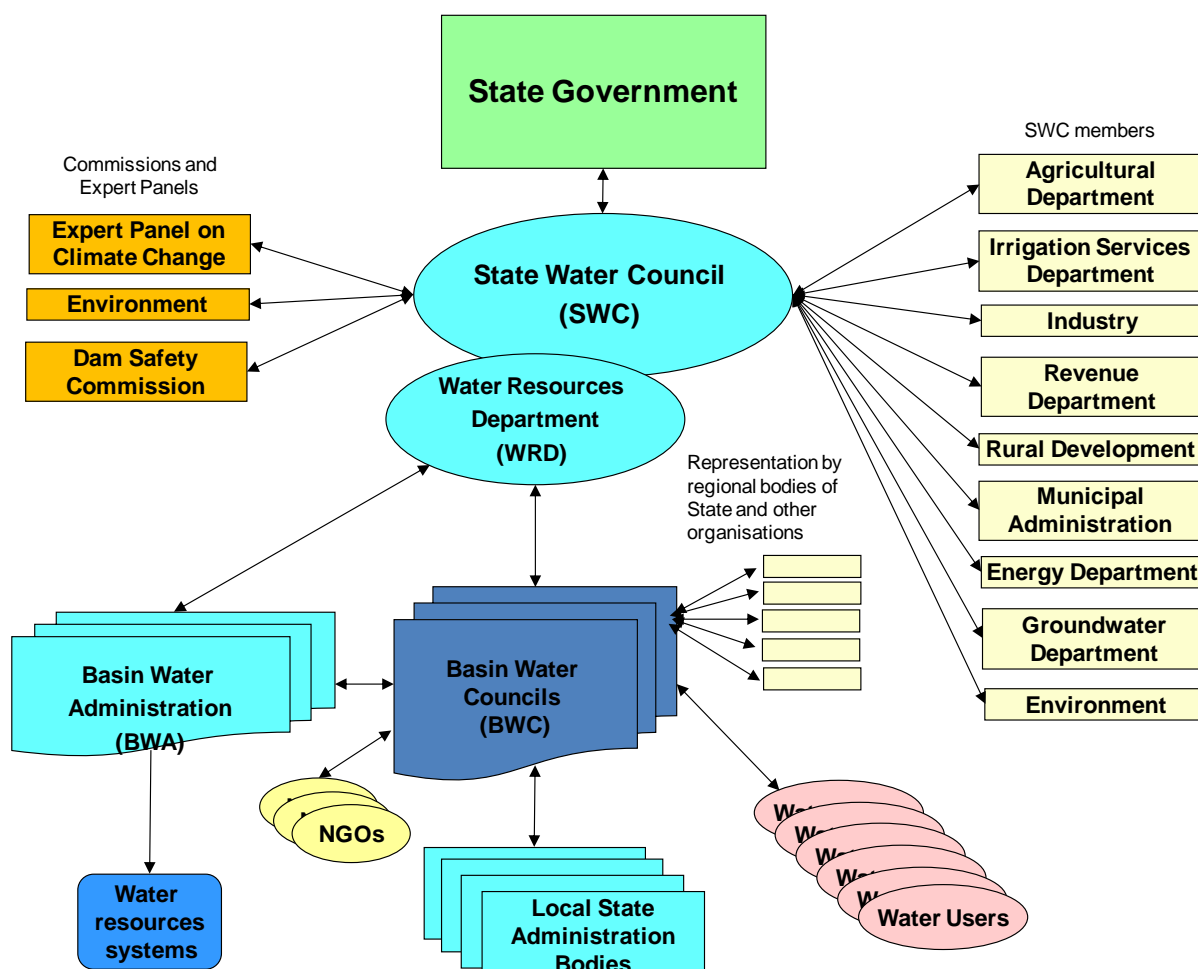 State Government
SWC members
Commissions and
Expert Panels
Agricultural
Department
Expert Panel on
Climate Change
Irrigation Services
Department
State Water Council
(SWC)
Environment
Industry
Dam Safety
Commission
Revenue
Department
Water Resources
Department
(WRD)
Rural Development
Representation by
regional bodies of
State and other
organisations
Municipal
Administration
Energy Department
Groundwater
Department
Basin Water
Administration
(BWA)
Basin Water
Councils
(BWC)
Environment
NGOs
Water Users
Water
resources
systems
Local State
Administration
Bodies